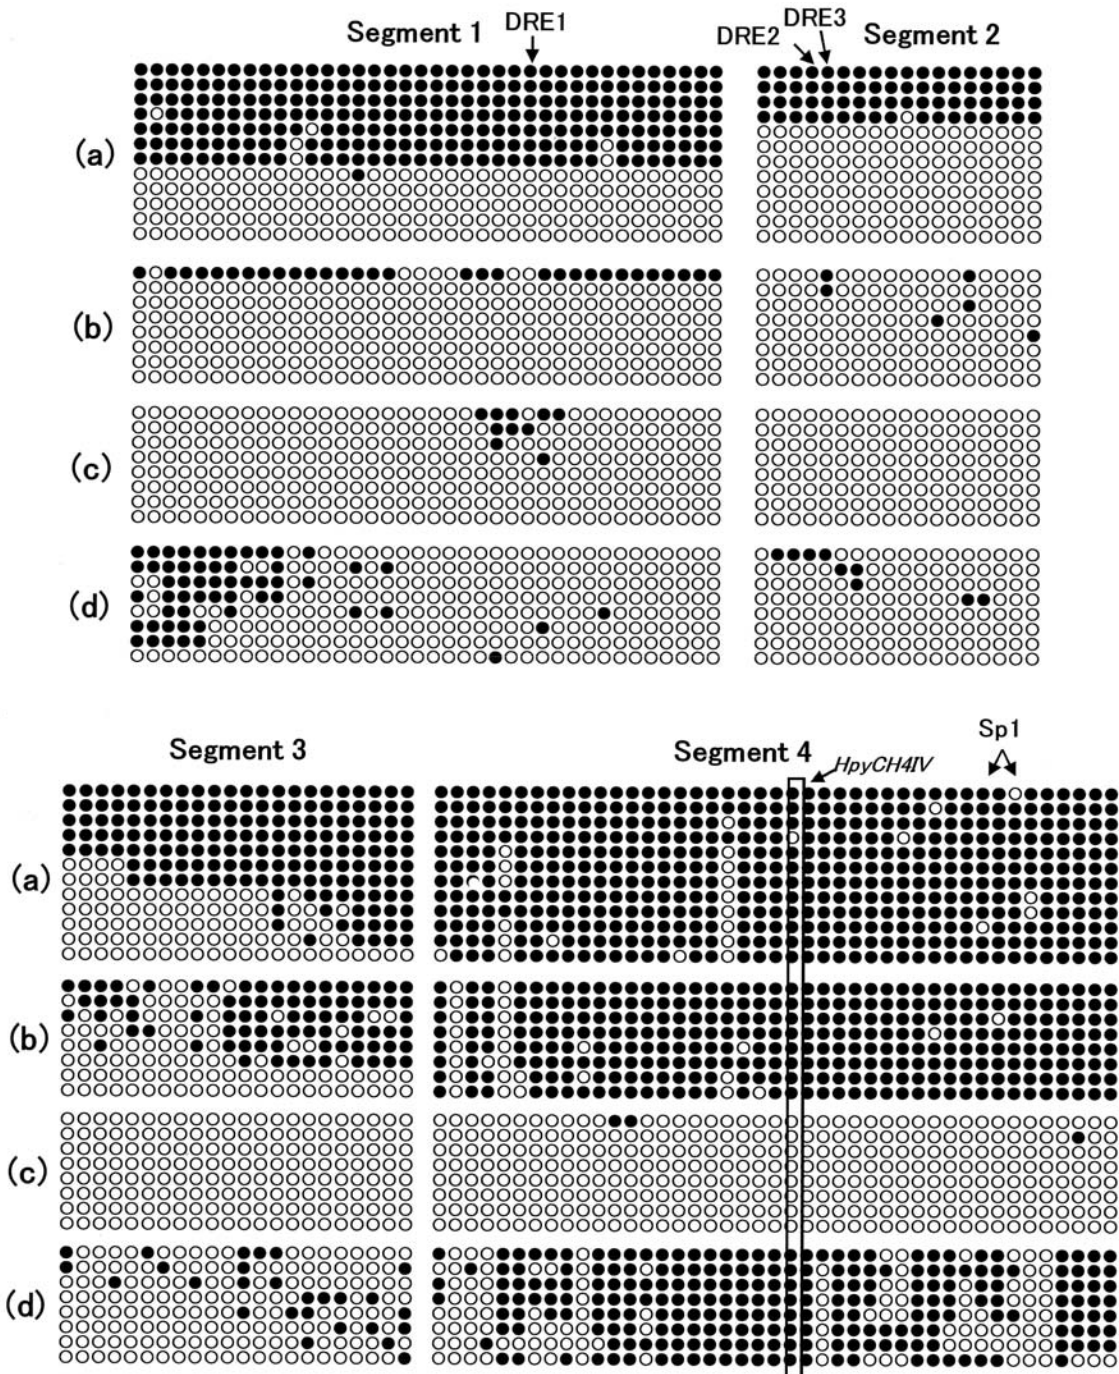 Segment 1
DRE1
DRE2
DRE3
Segment 2
(a)
(b)
(c)
(d)
Segment 3
Segment 4
HpyCH4IV
Sp1
(a)
(b)
(c)
(d)